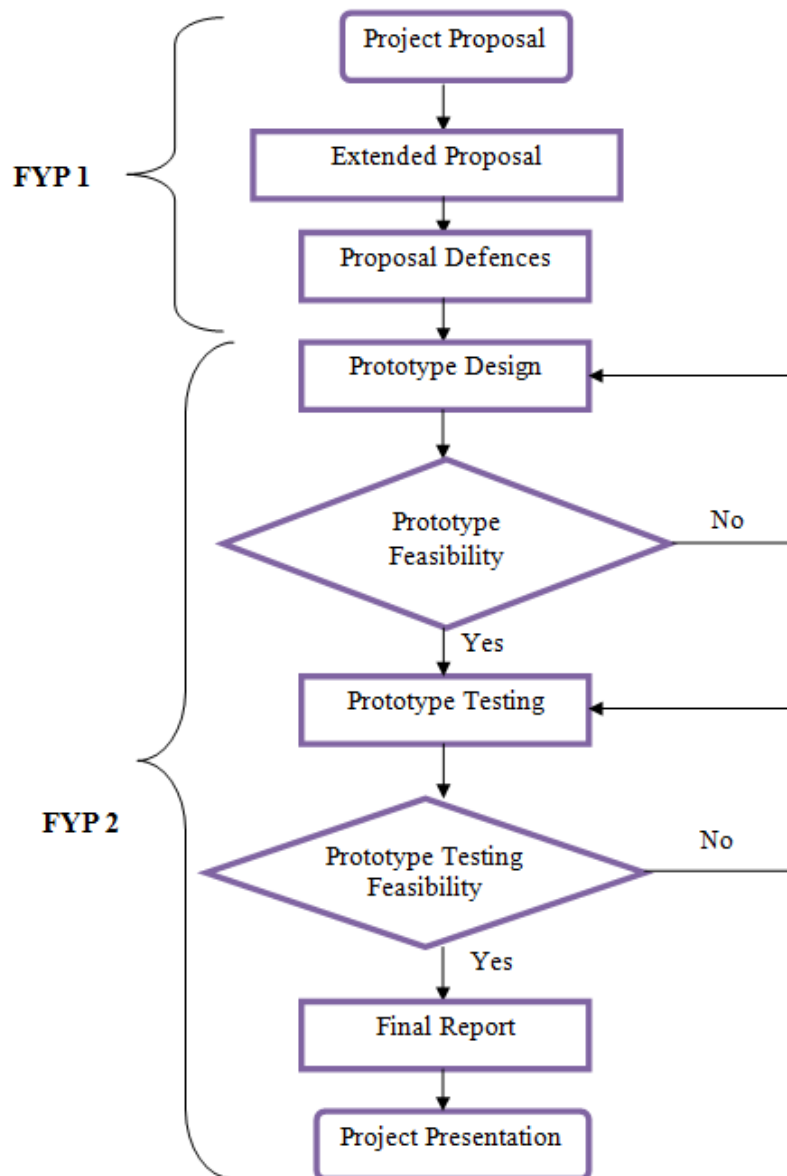 Project Proposal
FYP 1
Extended Proposal
Proposal Defences
Prototype Design
Prototype
Feasibility
No
Yes
Prototype Testing
FYP 2
Prototype Testing
Feasibility
No
Yes
Final Report
Project Presentation